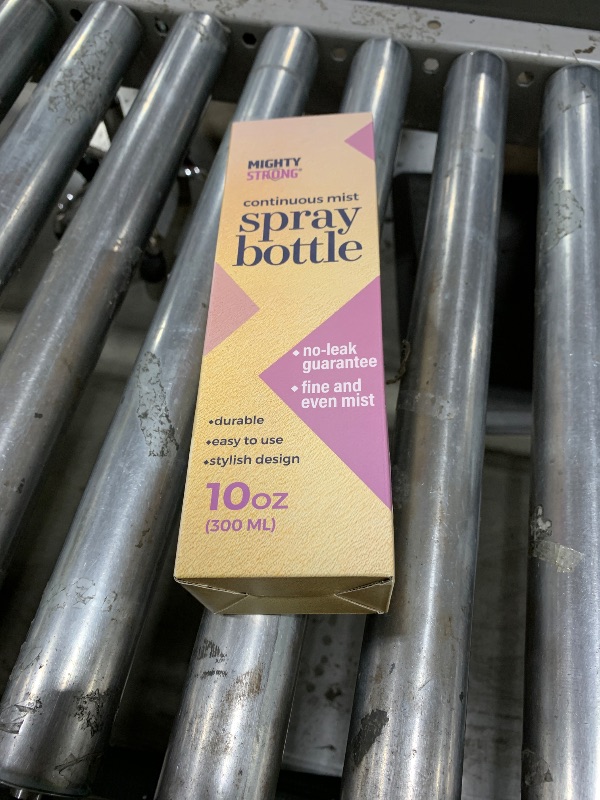 MIGHTY
STRONG®
continuous mist
spray
bottle
• no-leak
guarantee
• fine and
even mist
•durable
•easy to use
•stylish design
10oz
(300 ML)